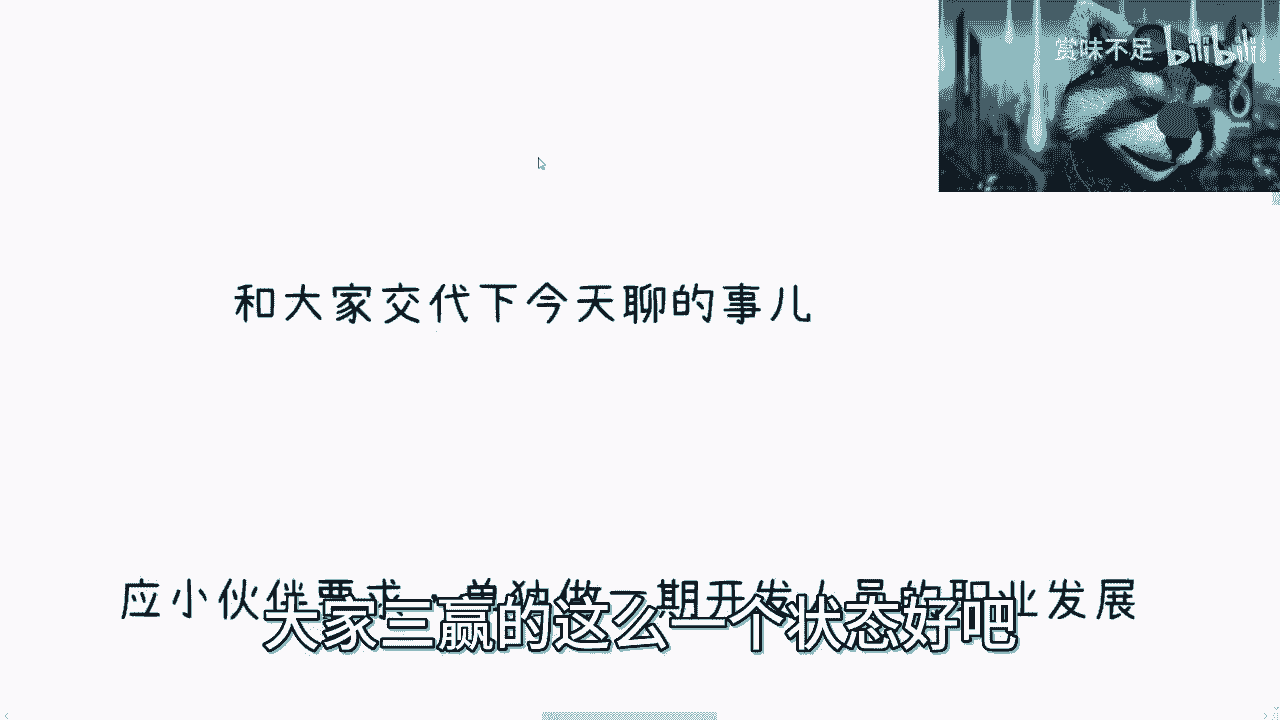 赏味不足 bilibili
和大家交代下今天聊的事儿
应小伙伴要求，单独做一期开发人员的职业发展
大家三赢的这么一个状态好吧